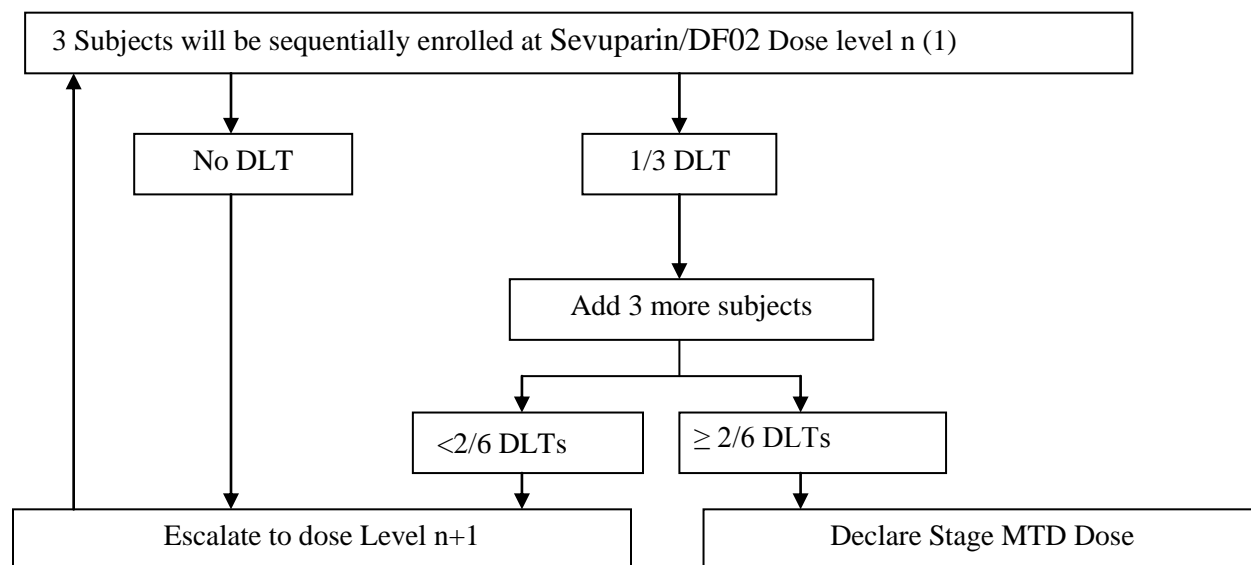 3 Subjects will be sequentially enrolled at Sevuparin/DF02 Dose level n (1)
No DLT
1/3 DLT
Add 3 more subjects
<2/6 DLTs
≥ 2/6 DLTs
Escalate to dose Level n+1
Declare Stage MTD Dose